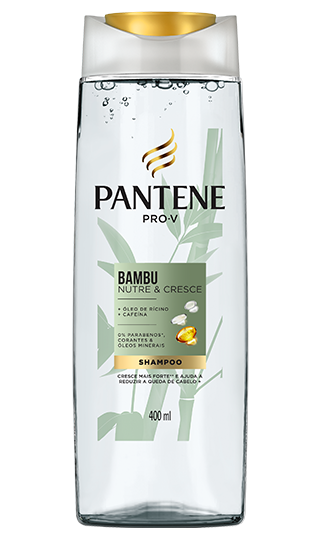 PANTENE
PRO-V
BAMBU
NUTRE & CRESCE
+ ÓLEO DE RÍCINO
+ CAFEÍNA
0% PARABENOS*,
CORANTES &
ÓLEOS MINERAIS
SHAMPOO
CRESCE MAIS FORTE** E AJUDA A
REDUZIR A QUEDA DE CABELO +
400 ml